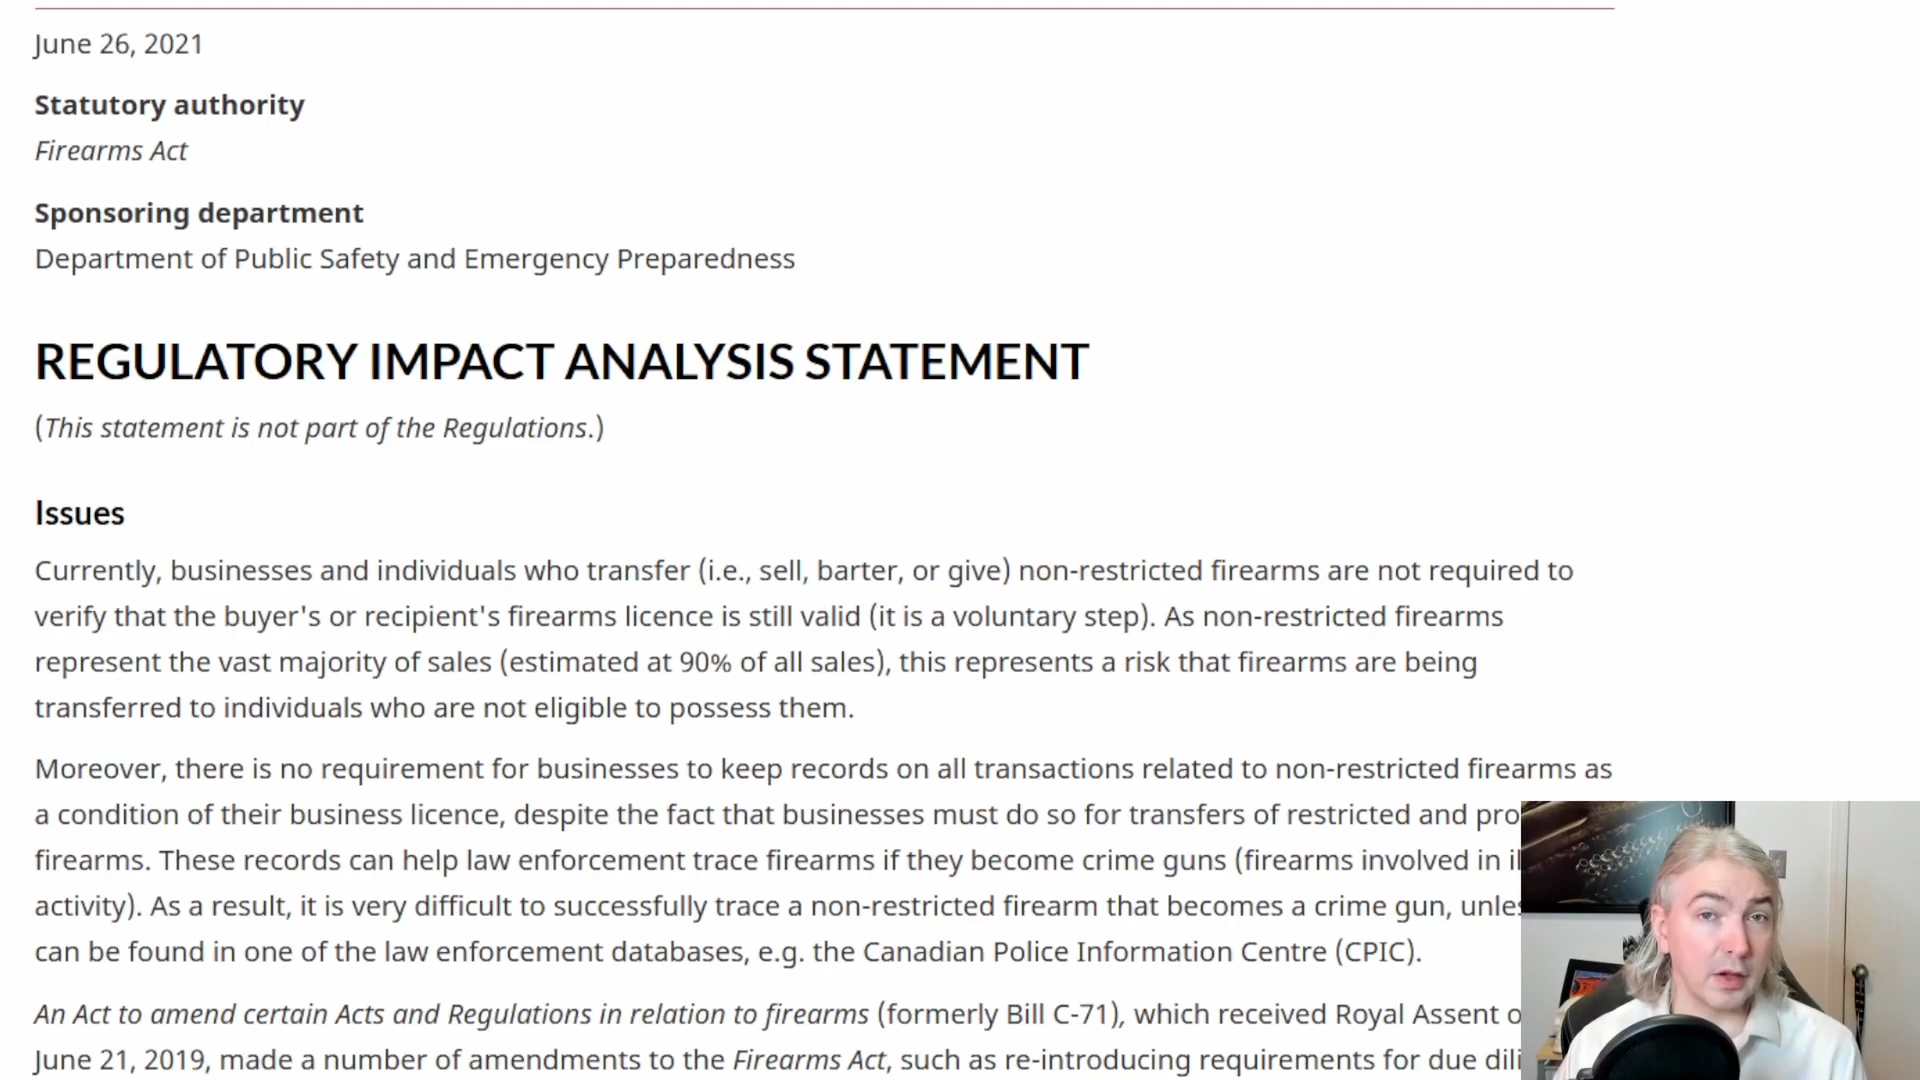 June 26, 2021
Statutory authority
Firearms Act
Sponsoring department
Department of Public Safety and Emergency Preparedness
REGULATORY IMPACT ANALYSIS STATEMENT
(This statement is not part of the Regulations.)
Issues
Currently, businesses and individuals who transfer (i.e., sell, barter, or give) non-restricted firearms are not required to
verify that the buyer's or recipient's firearms licence is still valid (it is a voluntary step). As non-restricted firearms
represent the vast majority of sales (estimated at 90% of all sales), this represents a risk that firearms are being
transferred to individuals who are not eligible to possess them.
Moreover, there is no requirement for businesses to keep records on all transactions related to non-restricted firearms as
a condition of their business licence, despite the fact that businesses must do so for transfers of restricted and
firearms. These records can help law enforcement trace firearms if they become crime guns (firearms involved in
activity). As a result, it is very difficult to successfully trace a non-restricted firearm that becomes a crime gun,
can be found in one of the law enforcement databases, e.g. the Canadian Police Information Centre (CPIC).
An Act to amend certain Acts and Regulations in relation to firearms (formerly Bill C-71), which received Royal Assent
June 21, 2019, made a number of amendments to the Firearms Act, such as re-introducing requirements for due